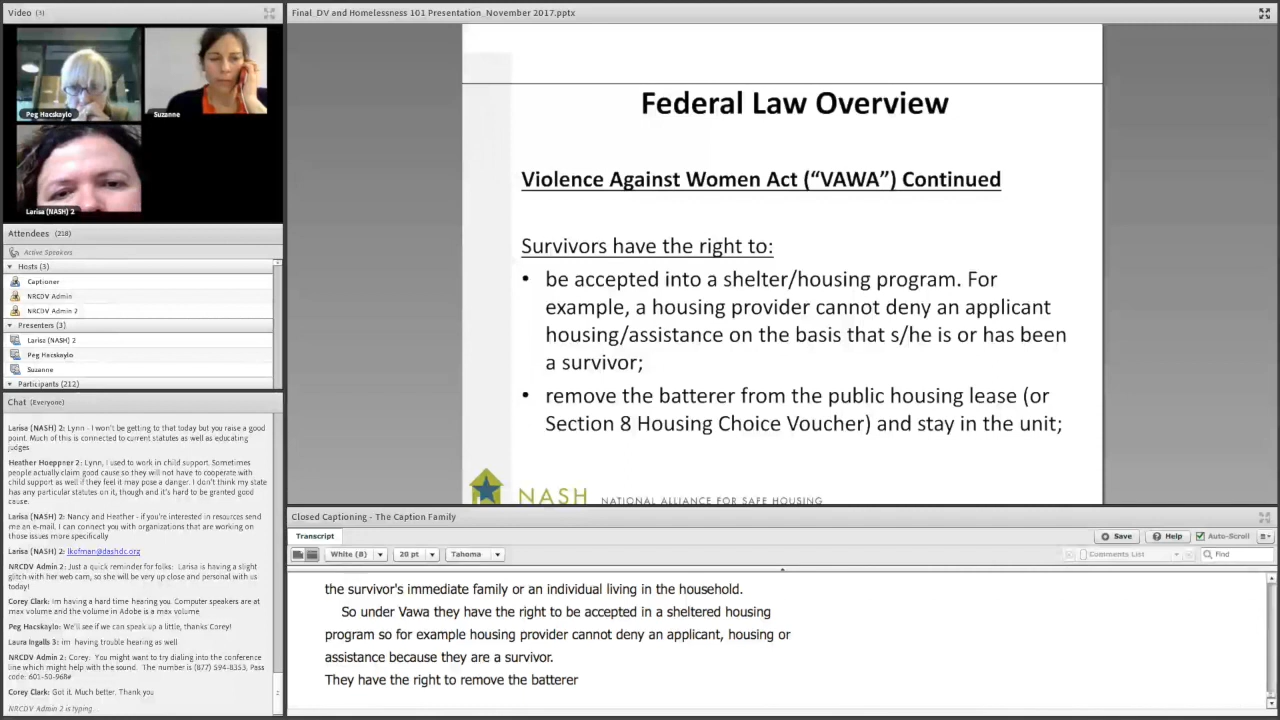 Video (3)
Peg Hacskaylo
Suzanne
Larisa (NASH) 2
Attendees (218)
Active Speakers
Hosts (3)
Captioner
NRCDV Admin
NRCDV Admin 2
Presenters (3)
Larisa (NASH) 2
Peg Hacskaylo
Suzanne
Participants (212)
Chat (Everyone)
Larisa (NASH) 2: Lynn - I won't be getting to that today but you raise a good
point. Much of this is connected to current statutes as well as educating
judges
Heather Hoeppner 2: Lynn, I used to work in child support. Sometimes
people actually claim good cause so they will not have to cooperate with
child support as well if they feel it may pose a danger. I don't think my state
has any particular statutes on it, though and it's hard to be granted good
cause.
Larisa (NASH) 2: Nancy and Heather - if you're interested in resources send
me an e-mail. I can connect you with organizations that are working on
those issues more specifically
Larisa (NASH) 2: lkofman@dashdc.org
NRCDV Admin 2: Just a quick reminder for folks: Larisa is having a slight
glitch with her web cam, so she will be very up close and personal with us
today!
Corey Clark: Im having a hard time hearing you. Computer speakers are at
max volume and the volume in Adobe is a max volume
Peg Hacskaylo: We'll see if we can speak up a little, thanks Corey!
Laura Ingalls 3: im having trouble hearing as well
NRCDV Admin 2: Corey. You might want to try dialing into the conference
line which might help with the sound. The number is (877) 594-8353, Pass
code: 601-50-968#
Corey Clark: Got it. Much better. Thank you
NRCDV Admin 2 is typing...
Final_DV and Homelessness 101 Presentation_November 2017.pptx
Federal Law Overview
Violence Against Women Act (“VAWA”) Continued
Survivors have the right to:
• be accepted into a shelter/housing program. For
example, a housing provider cannot deny an applicant
housing/assistance on the basis that s/he is or has been
a survivor;
• remove the batterer from the public housing lease (or
Section 8 Housing Choice Voucher) and stay in the unit;
NASH NATIONAL ALLIANCE FOR SAFE HOUSING
Closed Captioning - The Caption Family
Transcript
Save Help Auto-Scroll
White (B) 20 pt Tahoma Comments List Find
the survivor's immediate family or an individual living in the household.
So under Vawa they have the right to be accepted in a sheltered housing
program so for example housing provider cannot deny an applicant, housing or
assistance because they are a survivor.
They have the right to remove the batterer